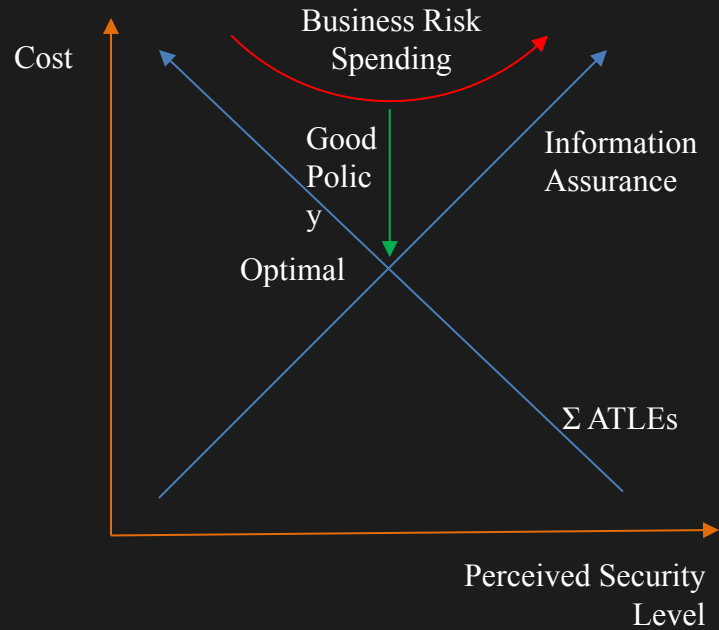 Business Risk
Spending
Cost
Good
Polic
y
Information
Assurance
Optimal
Σ ATLEs
Perceived Security
Level